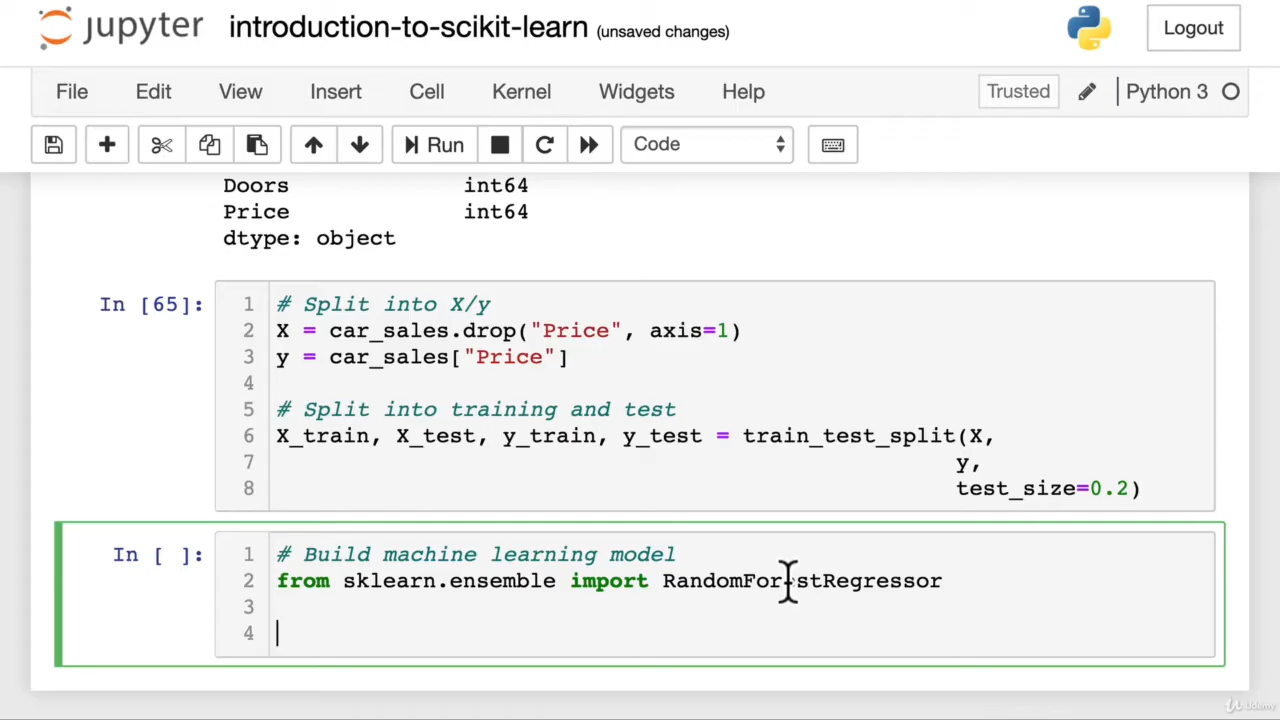 jupyter introduction-to-scikit-learn (unsaved changes) Logout
File Edit View Insert Cell Kernel Widgets Help Trusted Python 3
Run Code
Doors int64
Price int64
dtype: object
In [65]: 1 # Split into X/y
2 X = car_sales.drop("Price", axis=1)
3 y = car_sales["Price"]
4
5 # Split into training and test
6 X_train, X_test, y_train, y_test = train_test_split(X,
7 y,
8 test_size=0.2)
In [ ]: 1 # Build machine learning model
2 from sklearn.ensemble import RandomForestRegressor
3
4
Udemy